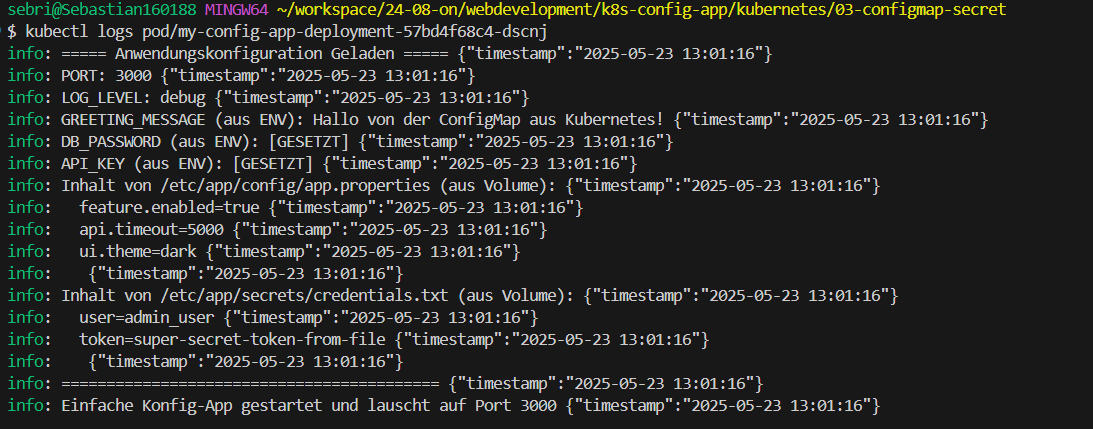 sebri@Sebastian160188 MINGW64 ~/workspace/24-08-on/webdevelopment/k8s-config-app/kubernetes/03-configmap-secret
$ kubectl logs pod/my-config-app-deployment-57bd4f68c4-dscnj
info: ===== Anwendungskonfiguration Geladen ===== {"timestamp":"2025-05-23 13:01:16"}
info: PORT: 3000 {"timestamp":"2025-05-23 13:01:16"}
info: LOG_LEVEL: debug {"timestamp":"2025-05-23 13:01:16"}
info: GREETING_MESSAGE (aus ENV): Hallo von der ConfigMap aus Kubernetes! {"timestamp":"2025-05-23 13:01:16"}
info: DB_PASSWORD (aus ENV): [GESETZT] {"timestamp":"2025-05-23 13:01:16"}
info: API_KEY (aus ENV): [GESETZT] {"timestamp":"2025-05-23 13:01:16"}
info: Inhalt von /etc/app/config/app.properties (aus Volume): {"timestamp":"2025-05-23 13:01:16"}
info:   feature.enabled=true {"timestamp":"2025-05-23 13:01:16"}
info:   api.timeout=5000 {"timestamp":"2025-05-23 13:01:16"}
info:   ui.theme=dark {"timestamp":"2025-05-23 13:01:16"}
info:    {"timestamp":"2025-05-23 13:01:16"}
info: Inhalt von /etc/app/secrets/credentials.txt (aus Volume): {"timestamp":"2025-05-23 13:01:16"}
info:   user=admin_user {"timestamp":"2025-05-23 13:01:16"}
info:   token=super-secret-token-from-file {"timestamp":"2025-05-23 13:01:16"}
info:    {"timestamp":"2025-05-23 13:01:16"}
info: ========================================== {"timestamp":"2025-05-23 13:01:16"}
info: Einfache Konfig-App gestartet und lauscht auf Port 3000 {"timestamp":"2025-05-23 13:01:16"}